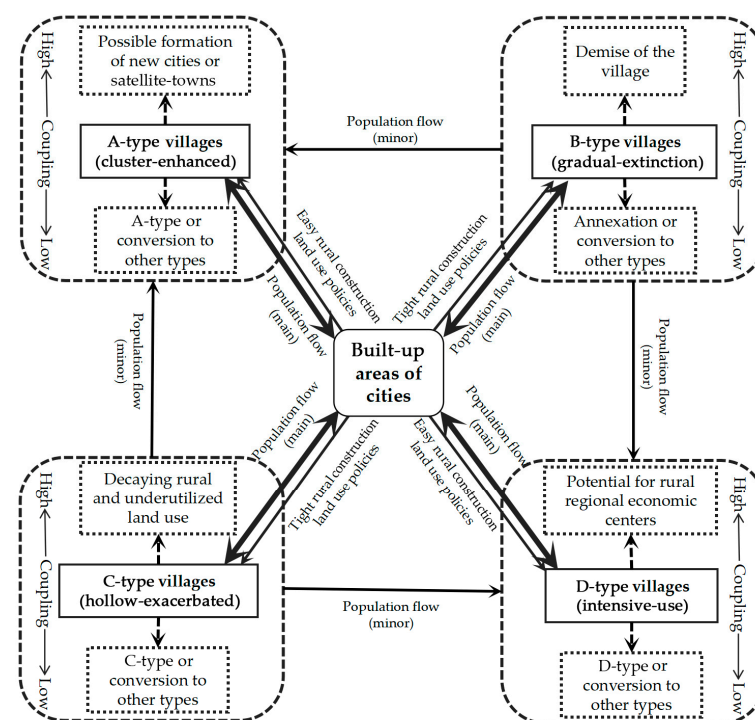 High
Coupling
Low
Possible formation
of new cities or
satellite-towns
A-type villages
(cluster-enhanced)
A-type or
conversion to
other types
Population flow
(minor)
Demise of the
village
B-type villages
(gradual-extinction)
Annexation or
conversion to
other types
High
Coupling
Low
Easy rural construction
land use policies
Population flow
(main)
Tight rural construction
land use policies
Population flow
(main)
Population flow
(minor)
Built-up
areas of
cities
Population flow
(minor)
Population flow
(main)
Tight rural construction
land use policies
Population flow
(main)
Easy rural construction
land use policies
High
Coupling
Low
Decaying rural
and underutilized
land use
C-type villages
(hollow-exacerbated)
C-type or
conversion to
other types
Population flow
(minor)
Potential for rural
regional economic
centers
D-type villages
(intensive-use)
D-type or
conversion to
other types
High
Coupling
Low